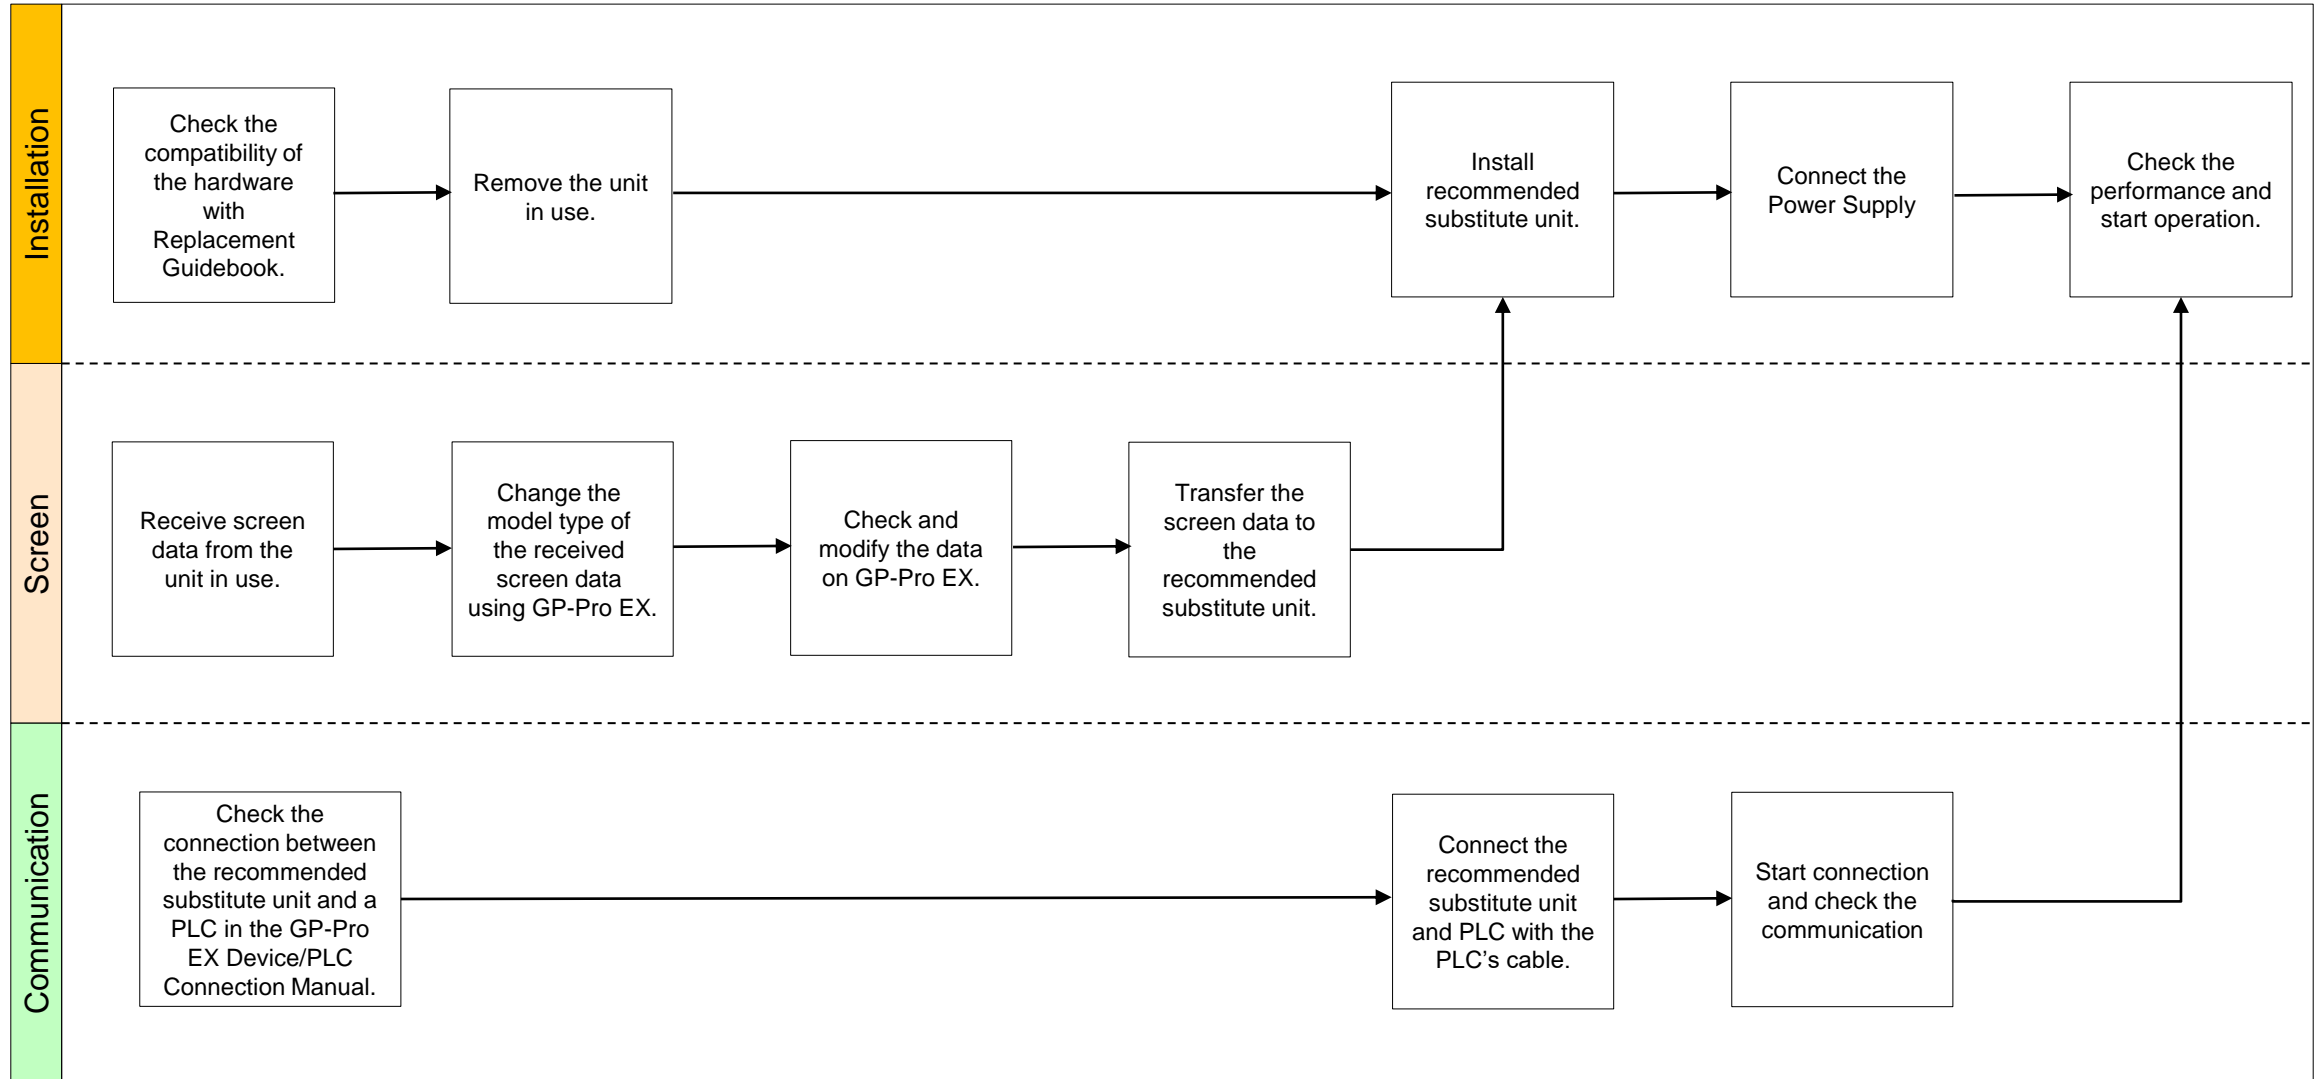 Installation
Check the
compatibility of
the hardware
with
Replacement
Guidebook.
Remove the unit
in use.
Install
recommended
substitute unit.
Connect the
Power Supply
Check the
performance and
start operation.
Screen
Receive screen
data from the
unit in use.
Change the
model type of
the received
screen data
using GP-Pro EX.
Check and
modify the data
on GP-Pro EX.
Transfer the
screen data to
the
recommended
substitute unit.
Communication
Check the
connection between
the recommended
substitute unit and a
PLC in the GP-Pro
EX Device/PLC
Connection Manual.
Connect the
recommended
substitute unit
and PLC with the
PLC’s cable.
Start connection
and check the
communication